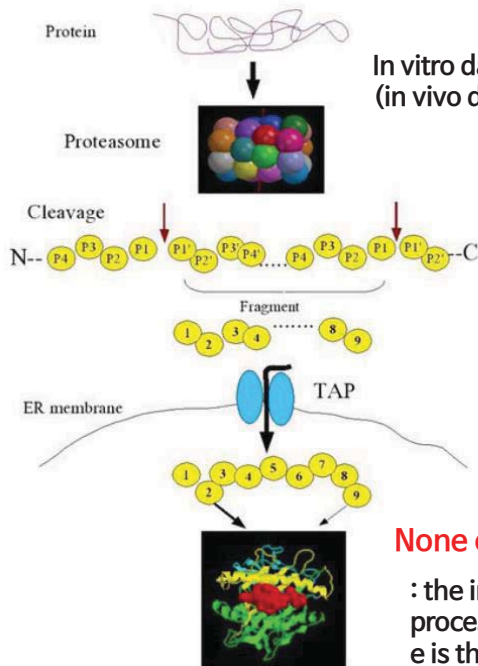 Protein
In vitro da
(in vivo d
Proteasome
Cleavage
N-- P4 P3 P2 P1 P1' P2' P3' P4' ..... P4 P3 P2 P1 P1' P2' --C
Fragment
1 2 3 4 ....... 8 9
TAP
ER membrane
1 2 3 4 5 6 7 8 9
None
: the i
proces
e is th